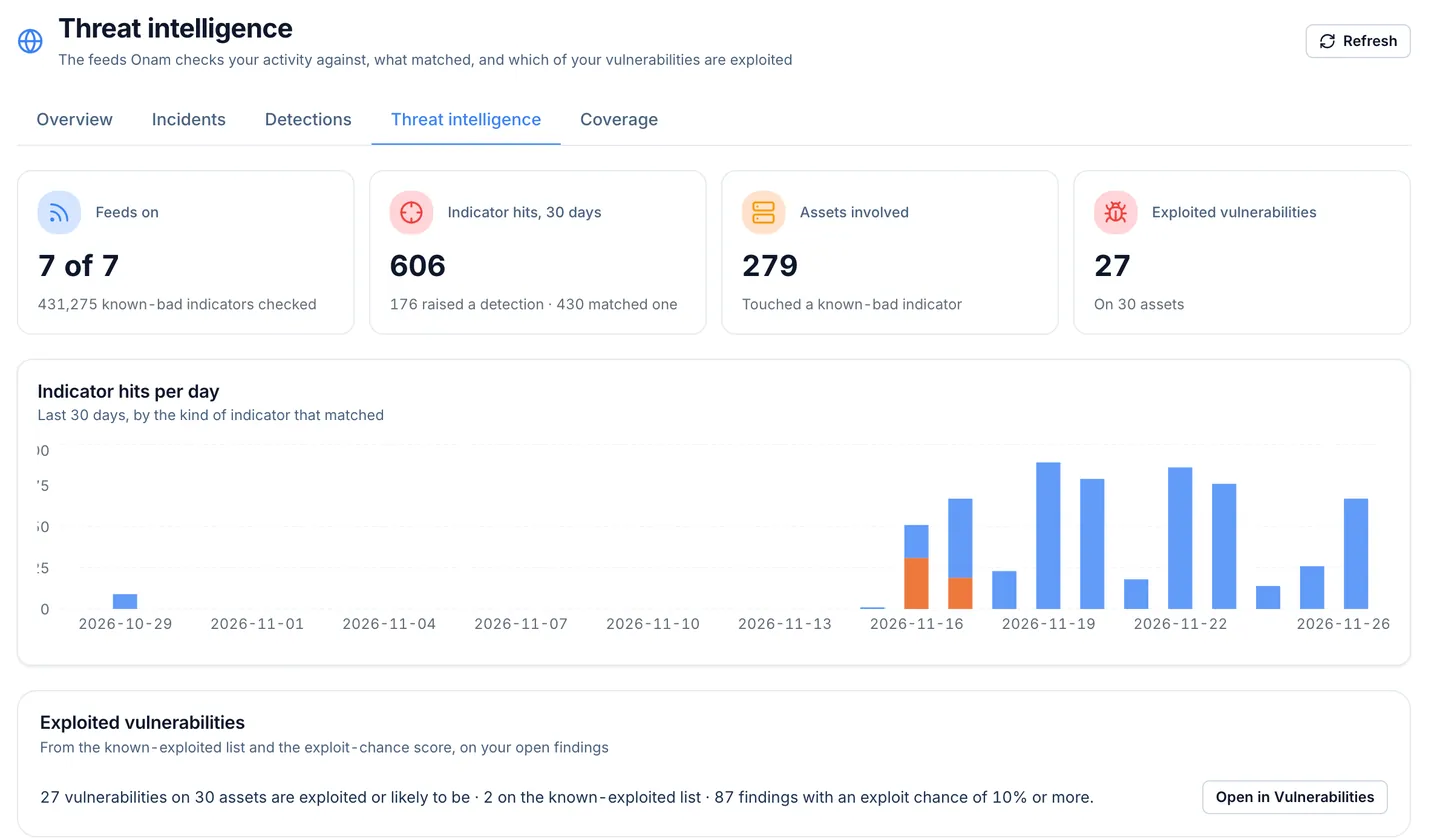 Threat intelligence
The feeds Onam checks your activity against, what matched, and which of your vulnerabilities are exploited
Refresh
Overview
Incidents
Detections
Threat intelligence
Coverage
Feeds on
7 of 7
431,275 known-bad indicators checked
Indicator hits, 30 days
606
176 raised a detection · 430 matched one
Assets involved
279
Touched a known-bad indicator
Exploited vulnerabilities
27
On 30 assets
Indicator hits per day
Last 30 days, by the kind of indicator that matched
0
2026-10-29
2026-11-01
2026-11-04
2026-11-07
2026-11-10
2026-11-13
2026-11-16
2026-11-19
2026-11-22
2026-11-26
Exploited vulnerabilities
From the known-exploited list and the exploit-chance score, on your open findings
27 vulnerabilities on 30 assets are exploited or likely to be · 2 on the known-exploited list · 87 findings with an exploit chance of 10% or more.
Open in Vulnerabilities